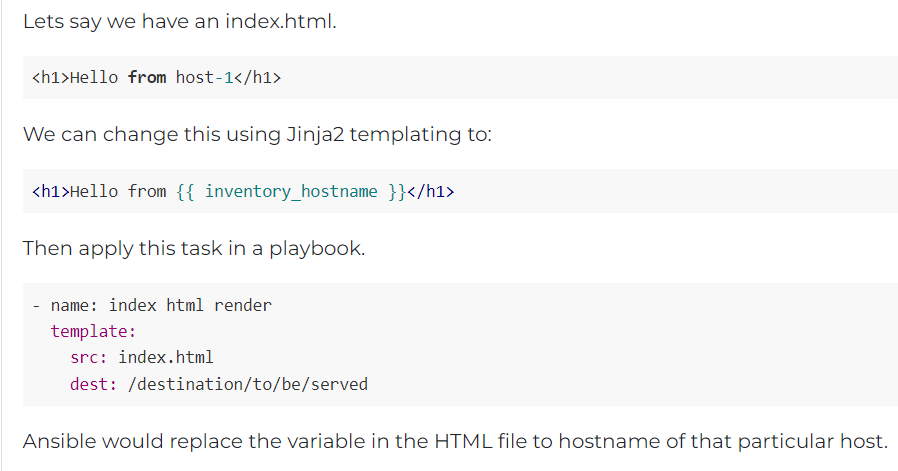 Lets say we have an index.html.
<h1>Hello from host-1</h1>
We can change this using Jinja2 templating to:
<h1>Hello from {{ inventory_hostname }}</h1>
Then apply this task in a playbook.
- name: index html render
  template:
    src: index.html
    dest: /destination/to/be/served
Ansible would replace the variable in the HTML file to hostname of that particular host.